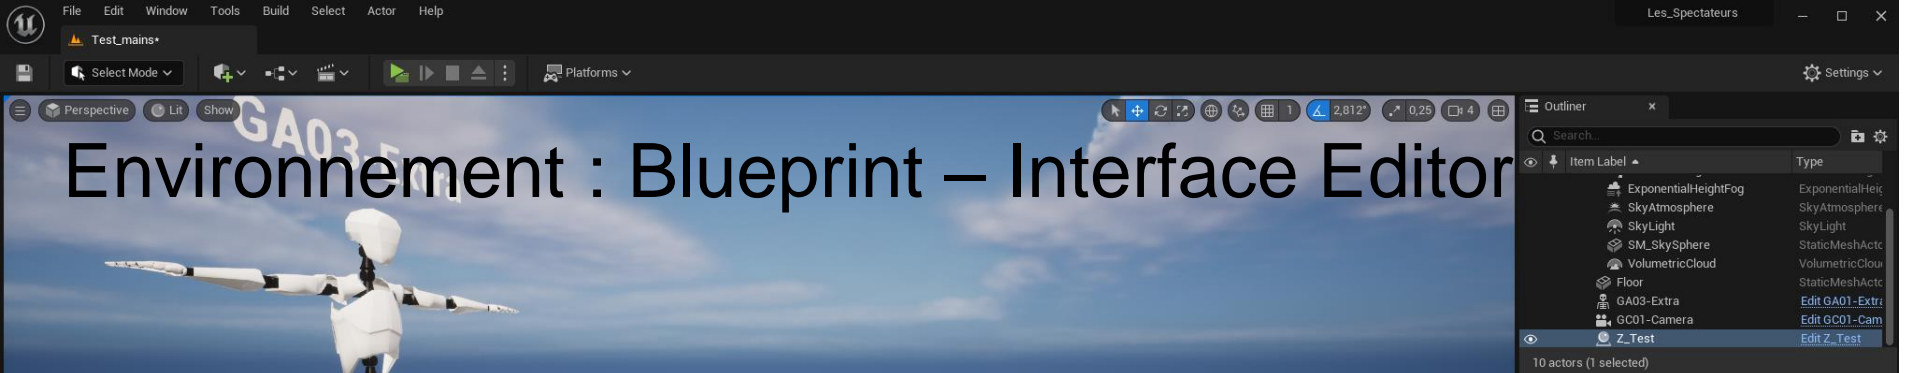 File Edit Window Tools Build Select Actor Help
Les_Spectateurs
Test_mains•
Select Mode
Platforms
Settings
Perspective Lit Show
1 2,812° 0,25 4
Outliner
GA03-Extra
Environnement : Blueprint – Interface Editor
Search...
Item Label Type
ExponentialHeightFog ExponentialHeig
SkyAtmosphere SkyAtmosphere
SkyLight SkyLight
SM_SkySphere StaticMeshActo
VolumetricCloud VolumetricClou
Floor StaticMeshActo
GA03-Extra Edit GA01-Extra
GC01-Camera Edit GC01-Cam
Z_Test Edit Z_Test
10 actors (1 selected)